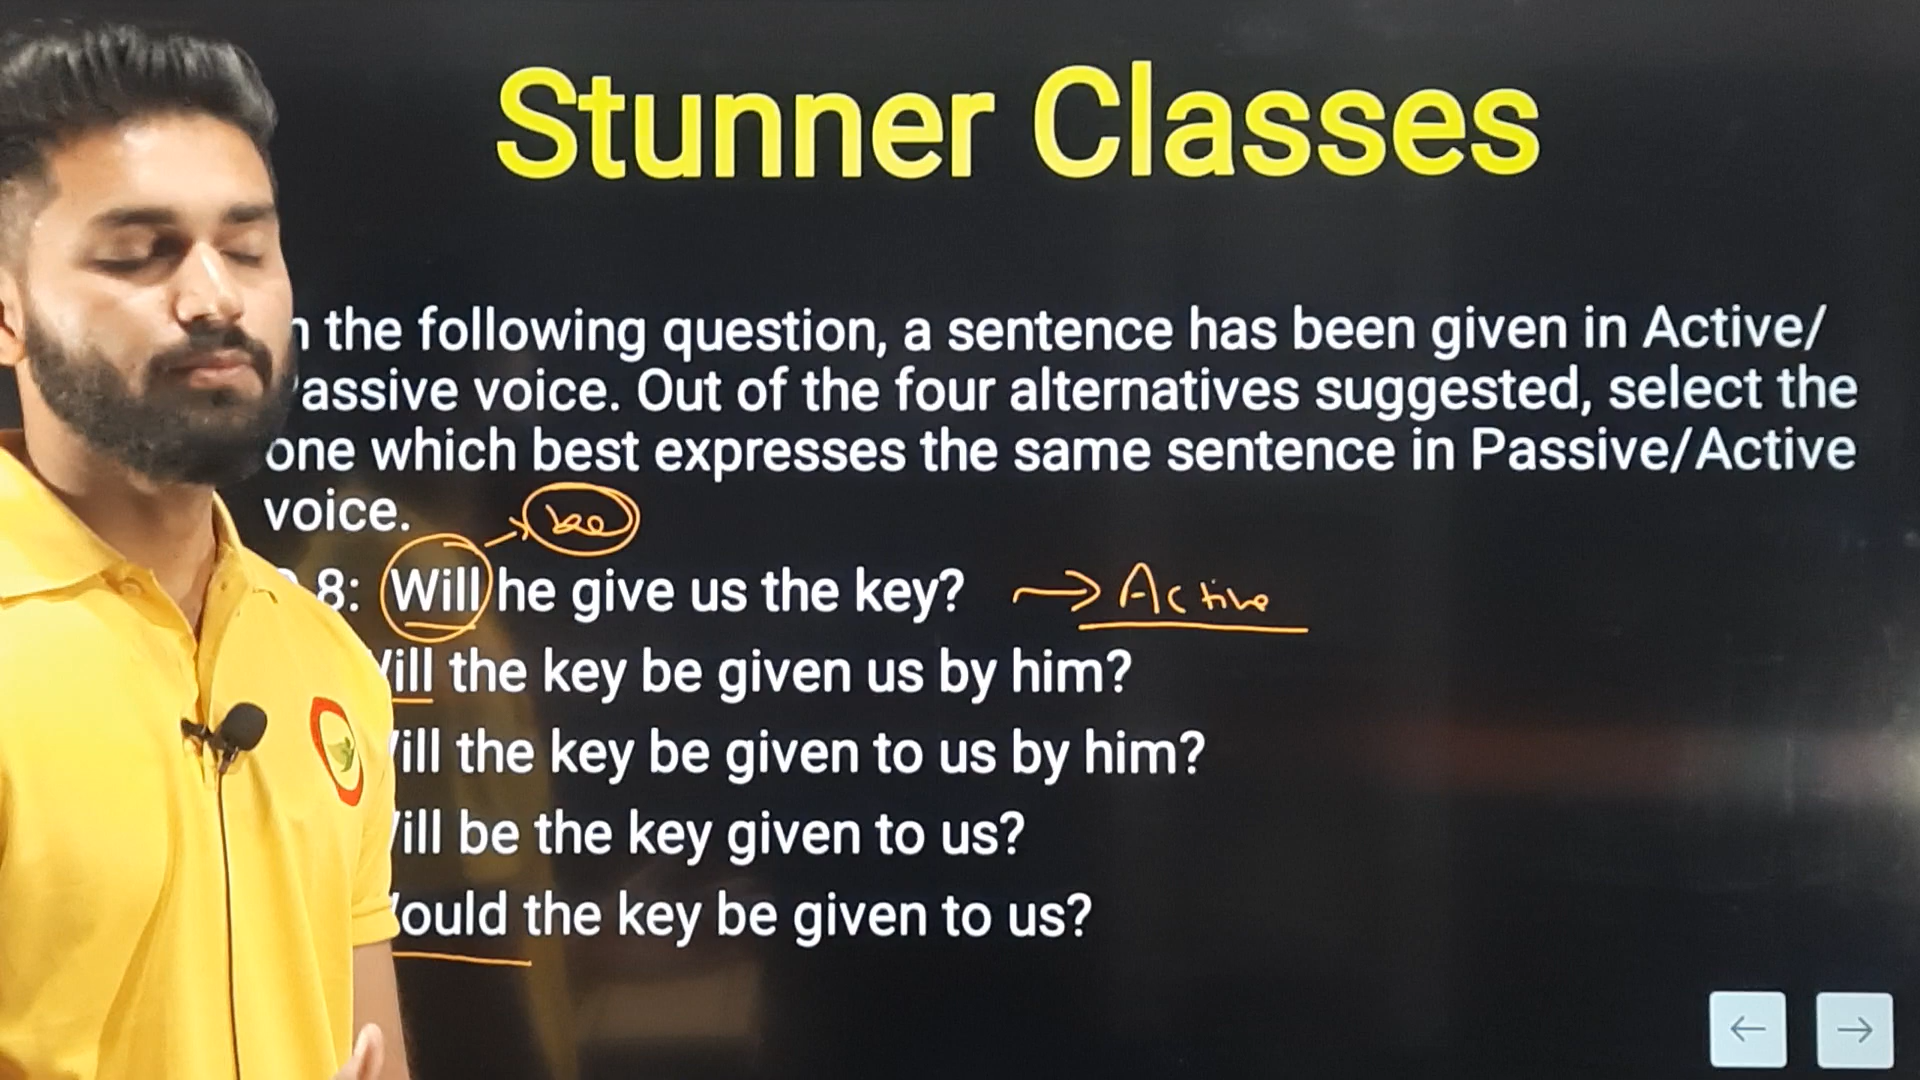 Stunner Classes
n the following question, a sentence has been given in Active/
assive voice. Out of the four alternatives suggested, select the
one which best expresses the same sentence in Passive/Active
voice.
be
8: Will he give us the key? → Active
ill the key be given us by him?
ill the key be given to us by him?
ill be the key given to us?
ould the key be given to us?